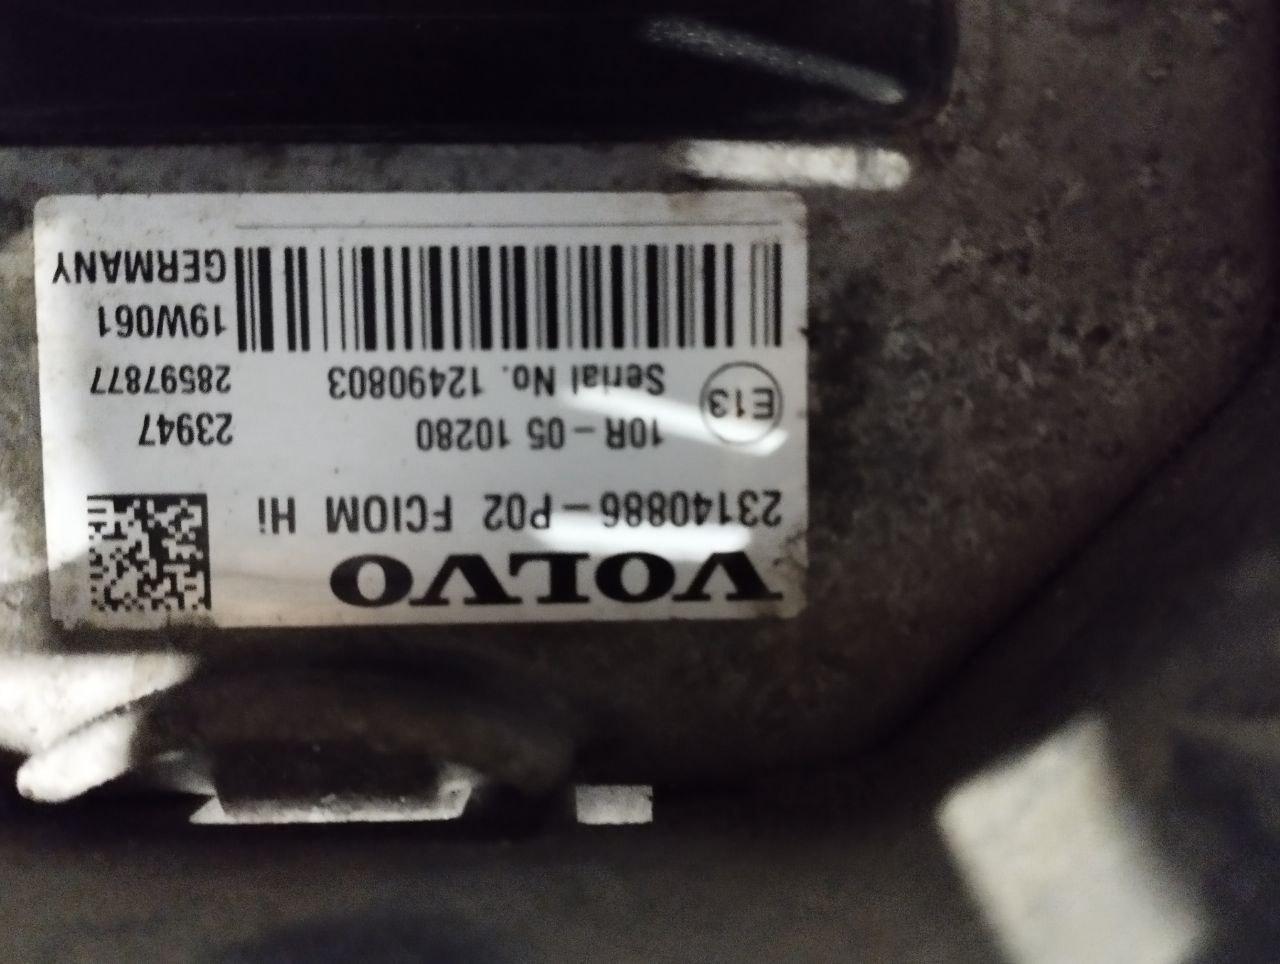 VOLVO
23140886-P02 FCIOM Hi
E13
10R-05 10280
23947
Serial No. 12490803
28597877
19W061
GERMANY